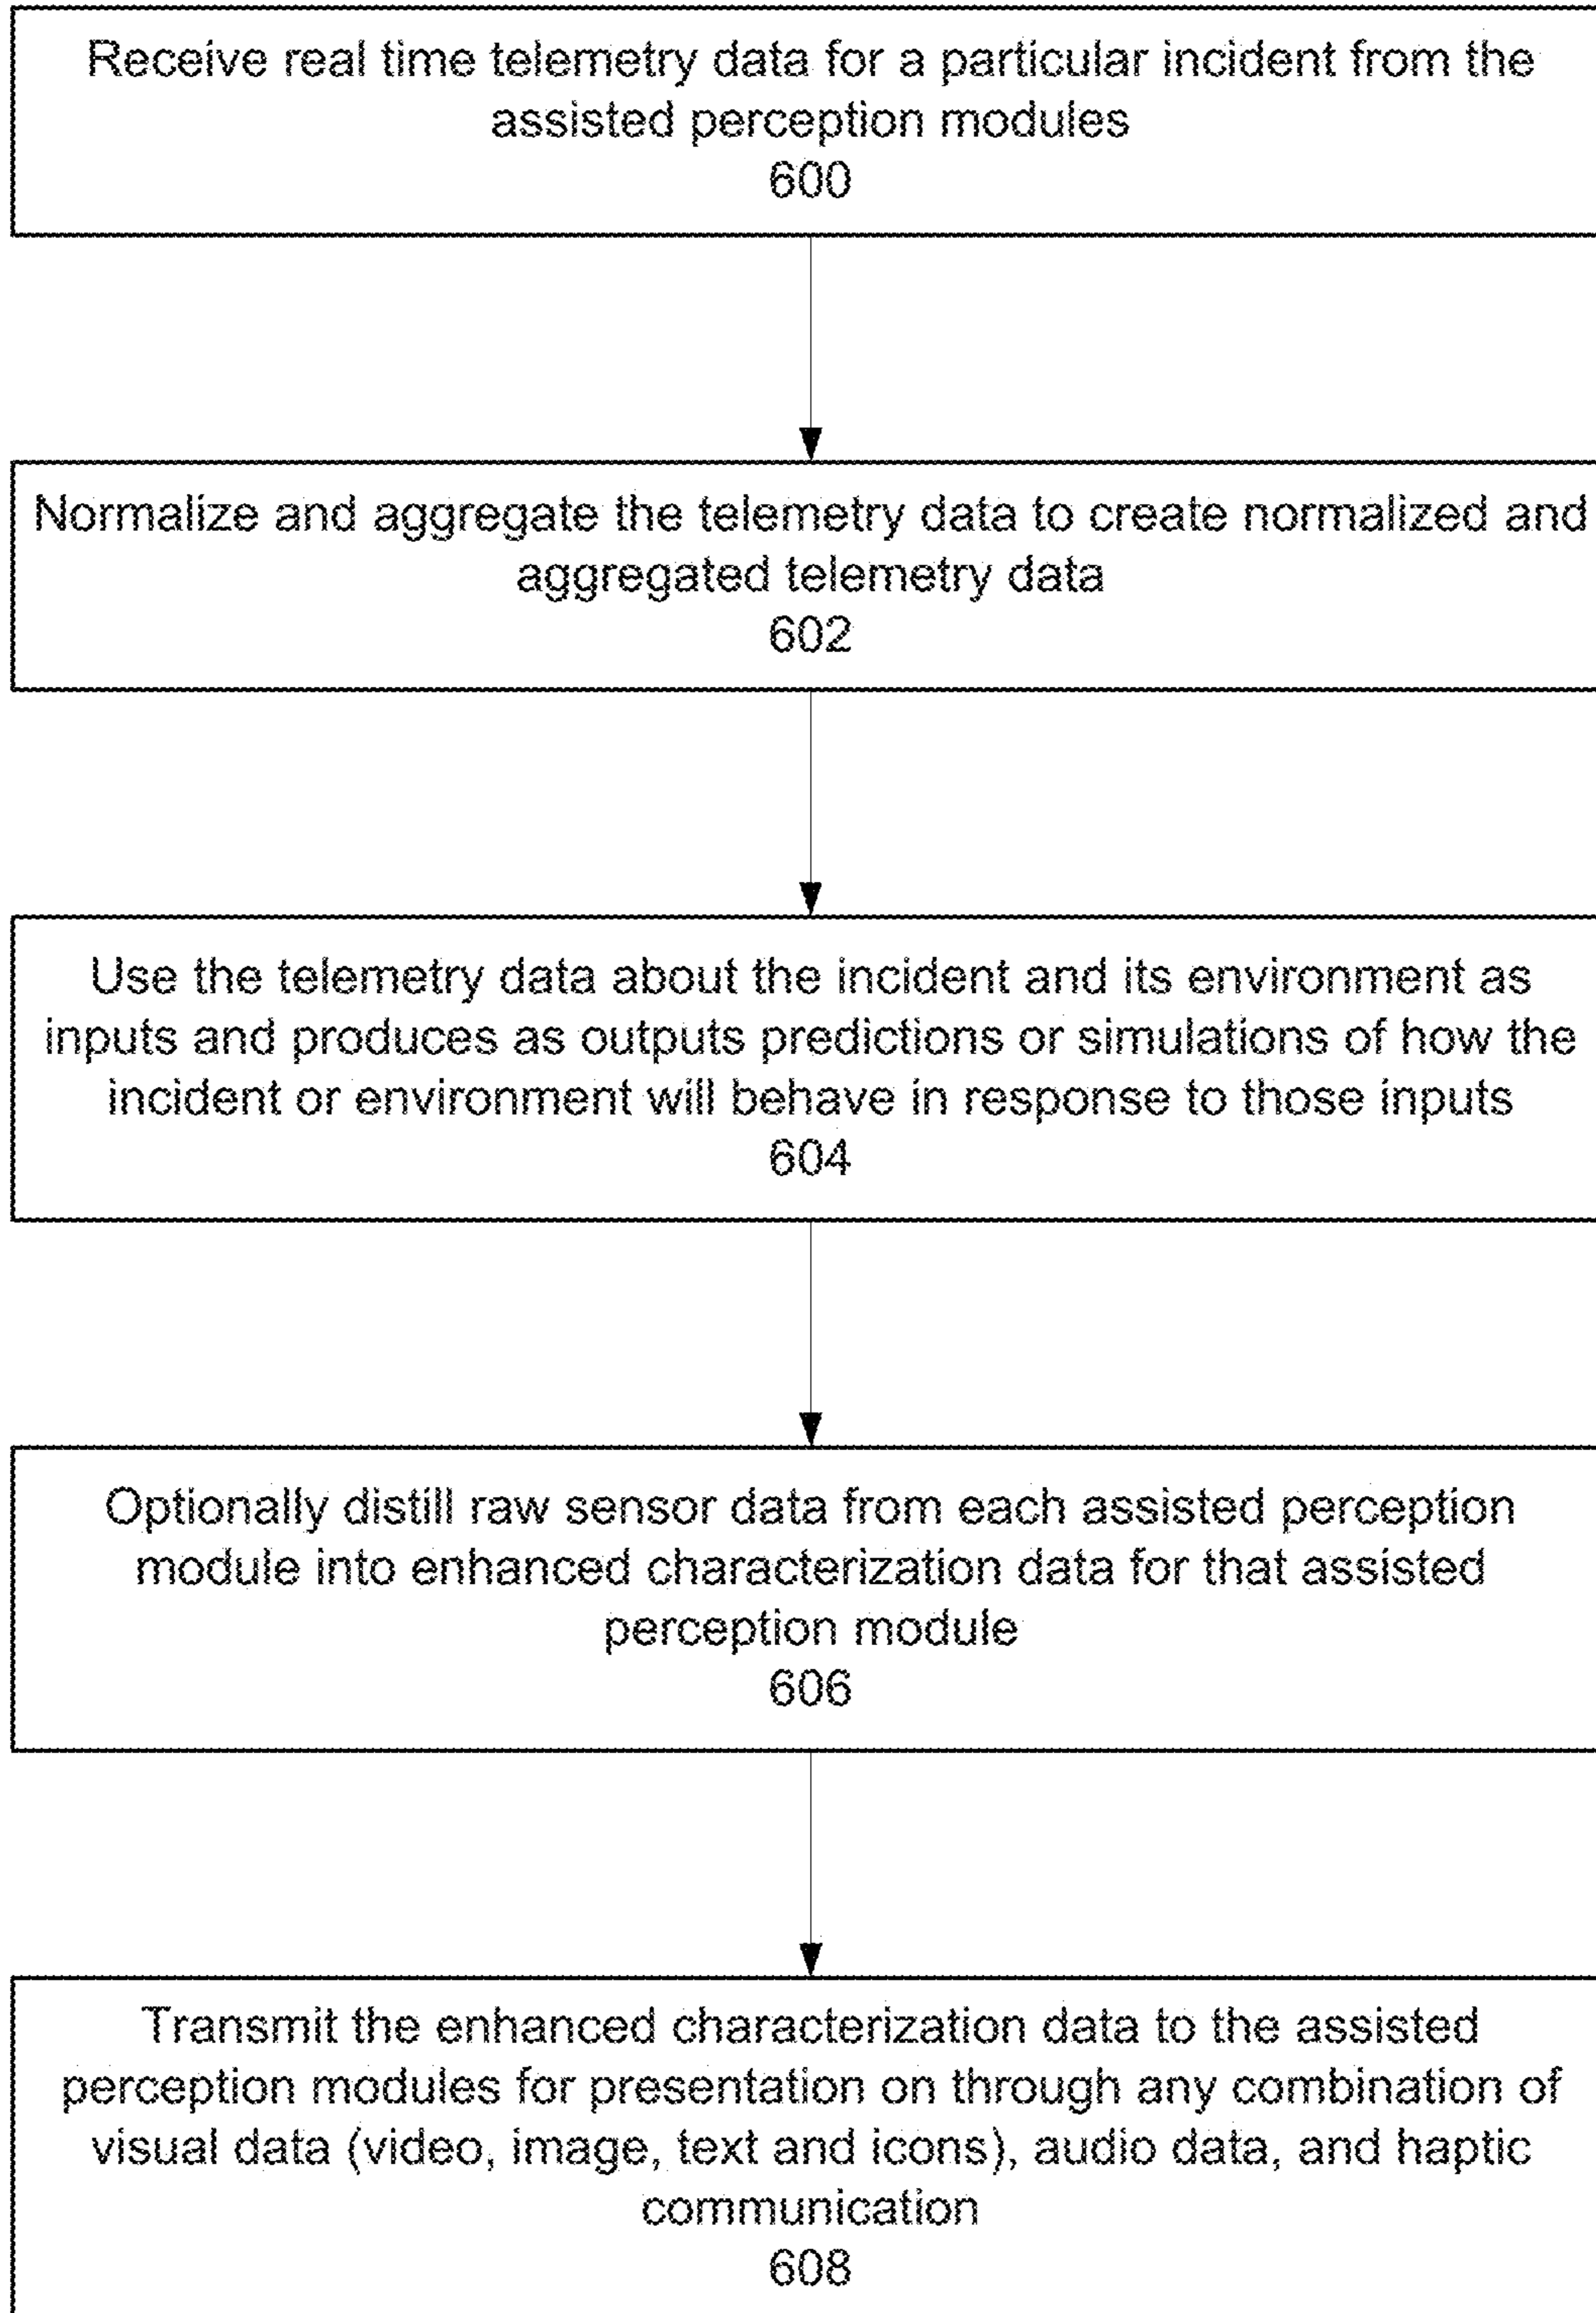 Receive real time telemetry data for a particular incident from the
assisted perception modules
600
Normalize and aggregate the telemetry data to create normalized and
aggregated telemetry data
602
Use the telemetry data about the incident and its environment as
inputs and produces as outputs predictions or simulations of how the
incident or environment will behave in response to those inputs
604
Optionally distill raw sensor data from each assisted perception
module into enhanced characterization data for that assisted
perception module
606
Transmit the enhanced characterization data to the assisted
perception modules for presentation on through any combination of
visual data (video, image, text and icons), audio data, and haptic
communication
608